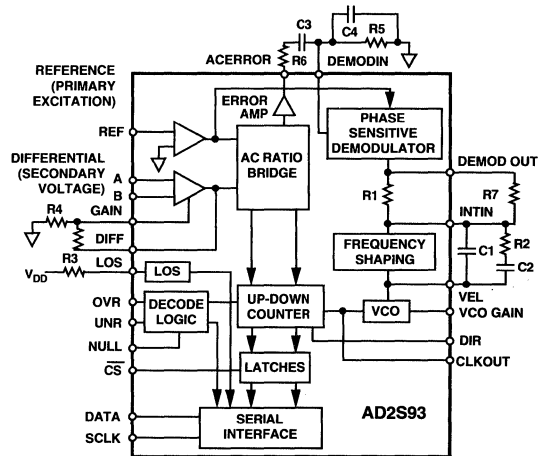 C3
C4
R5
ACERROR
R6
DEMODIN
REFERENCE
(PRIMARY
EXCITATION)
ERROR
AMP
PHASE
SENSITIVE
DEMODULATOR
REF
DIFFERENTIAL
(SECONDARY
VOLTAGE)
AC RATIO
BRIDGE
DEMOD OUT
A
B
R1
R7
R4
GAIN
INTIN
DIFF
FREQUENCY
SHAPING
C1
R2
C2
R3
VDD
LOS
LOS
VEL
OVR
DECODE
LOGIC
UP-DOWN
COUNTER
VCO
VCO GAIN
UNR
NULL
DIR
CLKOUT
CS
LATCHES
DATA
SERIAL
INTERFACE
AD2S93
SCLK